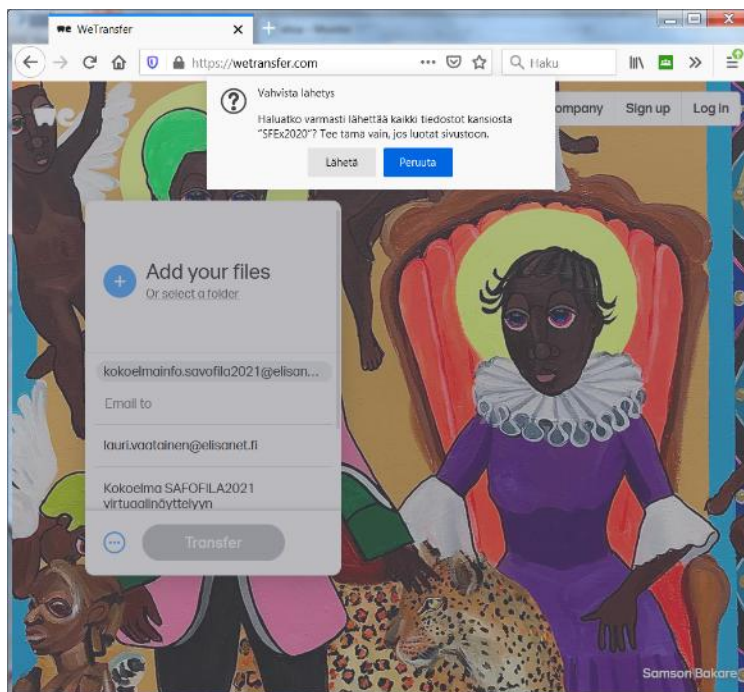 we WeTransfer
https://wetransfer.com
Haku
Vahvista lähetys
Haluatko varmasti lähettää kaikki tiedostot kansiosta
"SFEx2020"? Tee tämä vain, jos luotat sivustoon.
Lähetä Peruuta
we
ompany Sign up Log in
Add your files
Or select a folder
kokoelmainfo.savofila2021@elisan...
Email to
lauri.vaatainen@elisanet.fi
Kokoelma SAFOFILA2021
virtuaalinäyttelyyn
Transfer
Samson Bakare